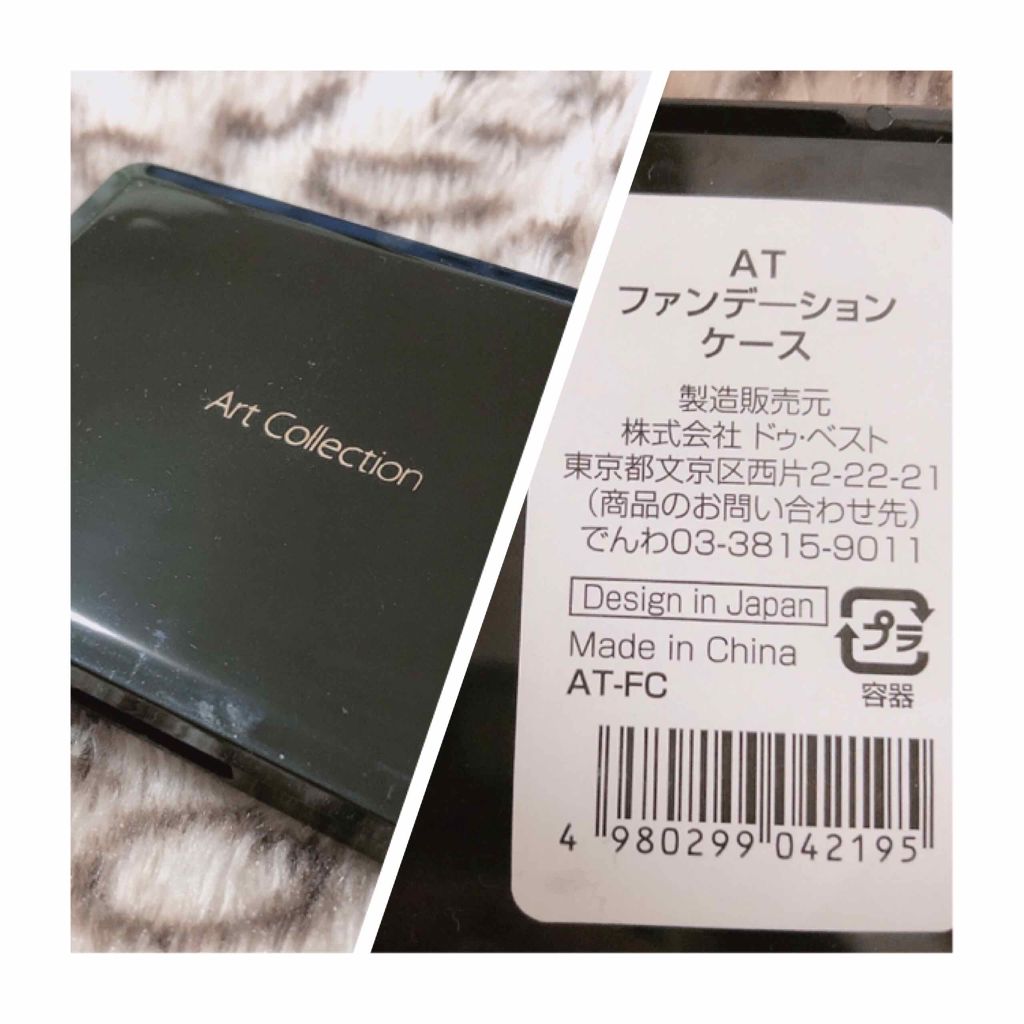 Art Collection
AT
ファンデーション
ケース
製造販売元
株式会社 ドゥ・ベスト
東京都文京区西片2-22-21
（商品のお問い合わせ先）
でんわ03-3815-9011
Design in Japan
Made in China
AT-FC
プラ
容器
4 980299 042195